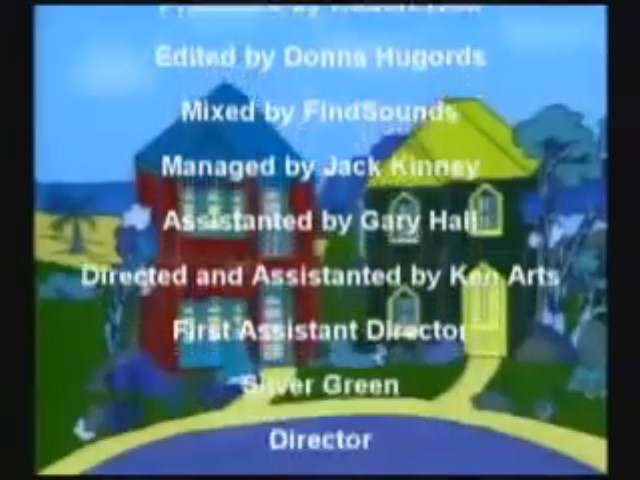 Edited by Donna Hugords
Mixed by FindSounds
Managed by Jack Kinney
Assistanted by Gary Hall
Directed and Assistanted by Ken Arts
First Assistant Director
Silver Green
Director